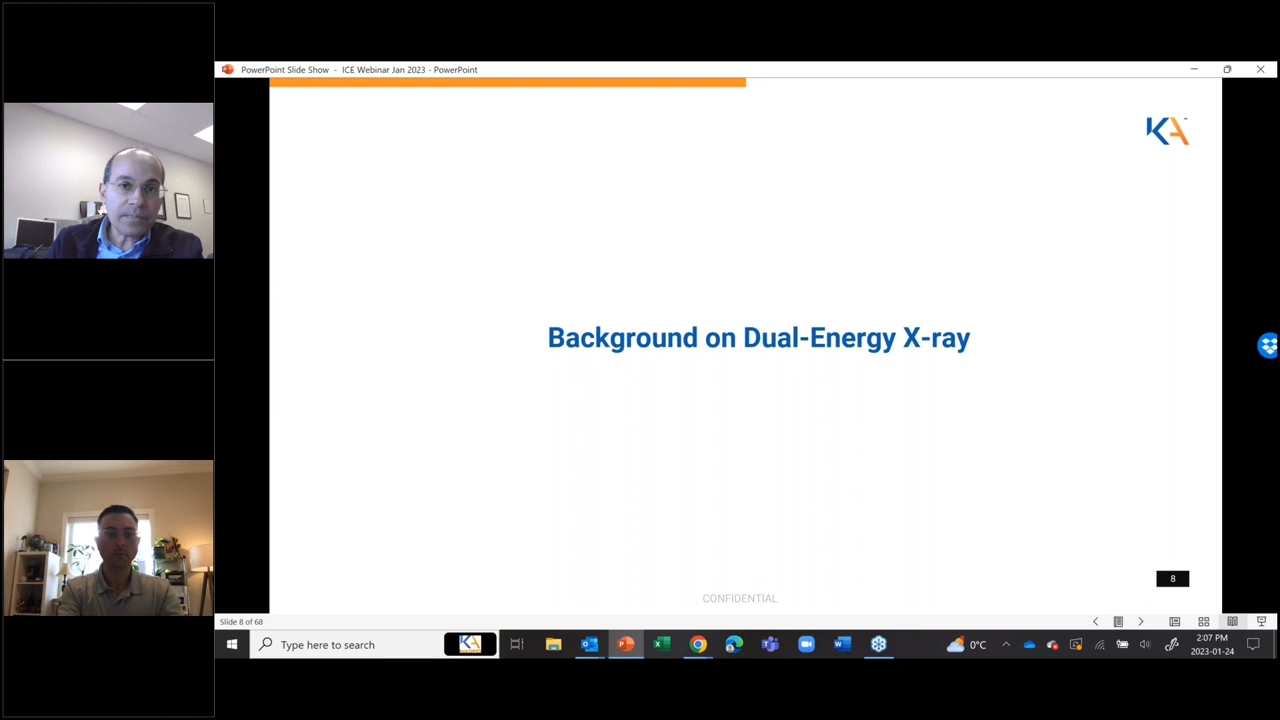 PowerPoint Slide Show - ICE Webinar Jan 2023 - PowerPoint
KA
Background on Dual-Energy X-ray
8
CONFIDENTIAL
Slide 8 of 68
Type here to search
KA
0°C
2:07 PM
2023-01-24